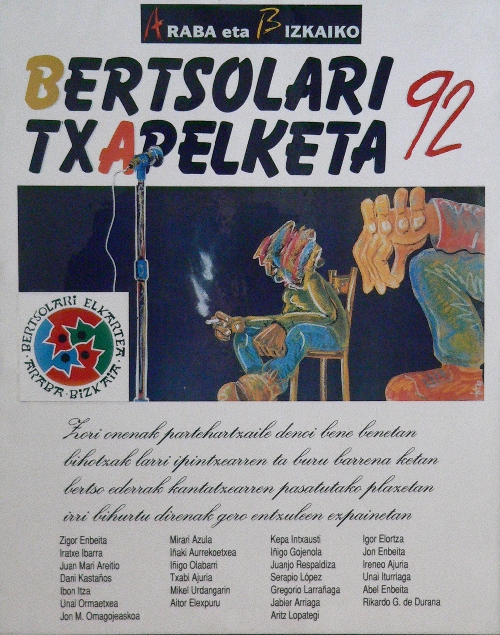 ARABA eta BIZKAIKO
BERTSOLARI
TXAPELKETA
92
BERTSOLARI ELKARTEA
ARABA · BIZKAIA
Zori onenak partehartzaile denoi bene benetan
bihotzak larri ipintzearren ta buru barrena ketan
bertso ederrak kantatzearren pasatutako plazetan
irri bihurtu direnak gero entzuleen ezpainetan
Zigor Enbeita
Iratxe Ibarra
Juan Mari Areitio
Dani Kastaños
Ibon Itza
Unai Ormaetxea
Jon M. Omagojeaskoa
Mirari Azula
Iñaki Aurrekoetxea
Iñigo Olabarri
Txabi Ajuria
Mikel Urdangarin
Aitor Elexpuru
Kepa Intxausti
Iñigo Gojenola
Juanjo Respaldiza
Serapio López
Gregorio Larrañaga
Jabier Arriaga
Aritz Lopategi
Igor Elortza
Jon Enbeita
Ireneo Ajuria
Unai Iturriaga
Abel Enbeita
Rikardo G. de Durana